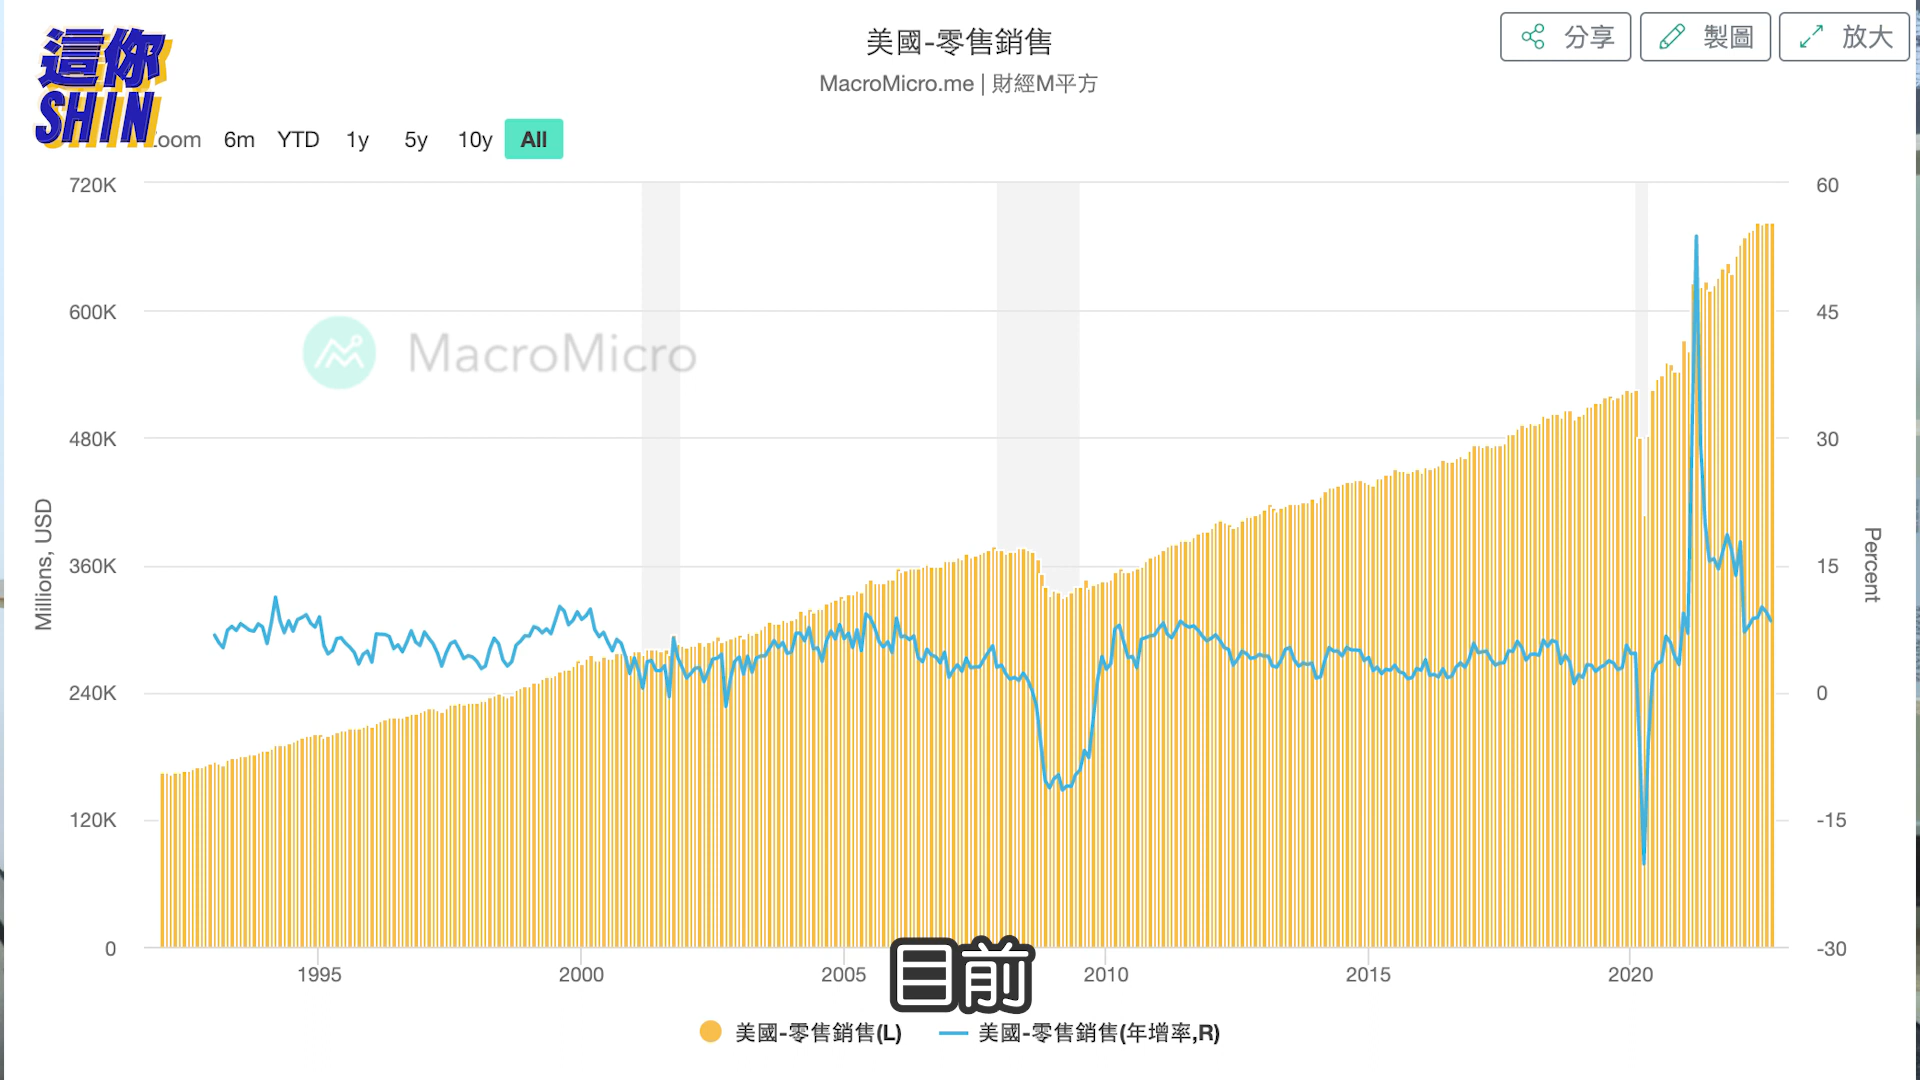 這你
SHIN
美國-零售銷售
MacroMicro.me | 財經M平方
分享
製圖
放大
Zoom 6m YTD 1y 5y 10y All
720K
600K
480K
360K
240K
120K
0
Millions, USD
60
45
30
15
0
-15
-30
Percent
MacroMicro
1995 2000 2005 2010 2015 2020
目前
美國-零售銷售(L) 美國-零售銷售(年增率,R)